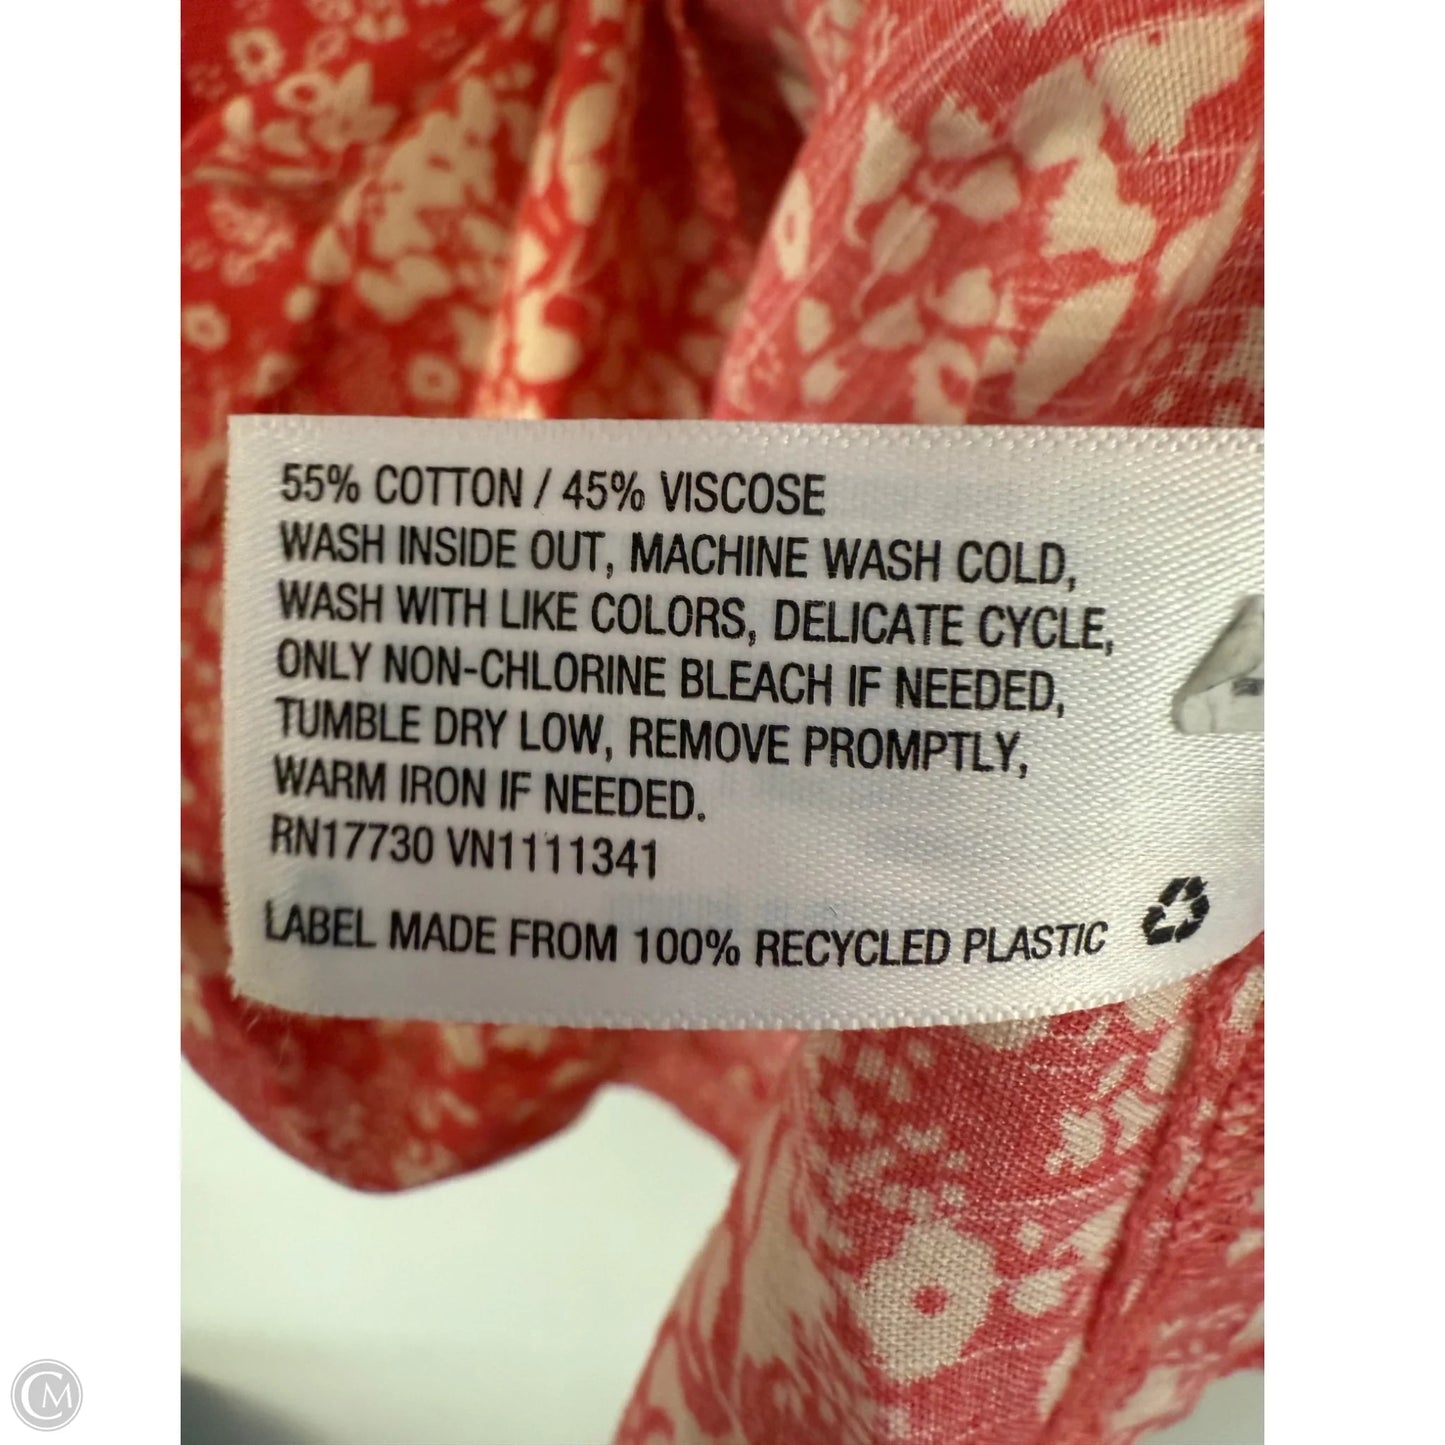 55% COTTON / 45% VISCOSE
WASH INSIDE OUT, MACHINE WASH COLD,
WASH WITH LIKE COLORS, DELICATE CYCLE,
ONLY NON-CHLORINE BLEACH IF NEEDED,
TUMBLE DRY LOW, REMOVE PROMPTLY,
WARM IRON IF NEEDED.
RN17730 VN1111341
LABEL MADE FROM 100% RECYCLED PLASTIC
CM